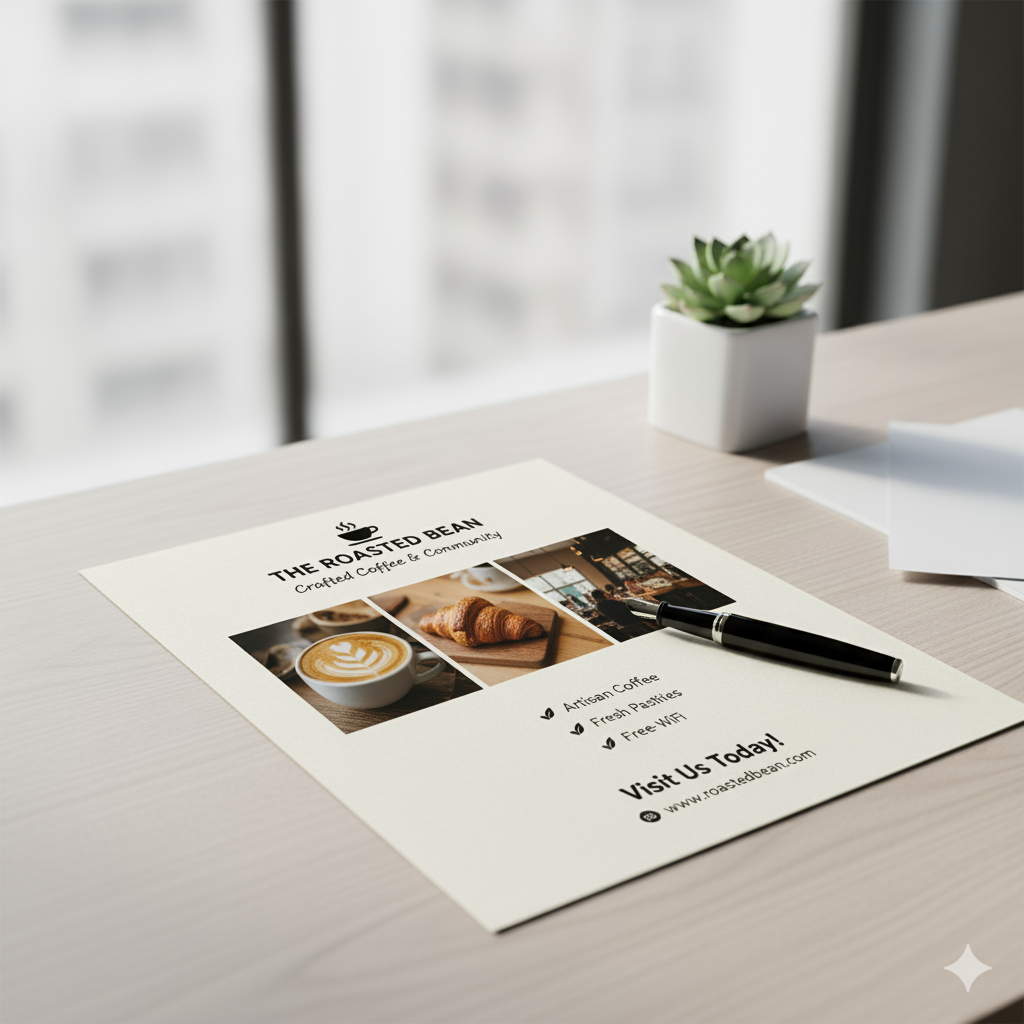 THE ROASTED BEAN
Crafted Coffee & Community
Artisan Coffee
Fresh Pastries
Free-WiFi
Visit Us Today!
www.roastedbean.com